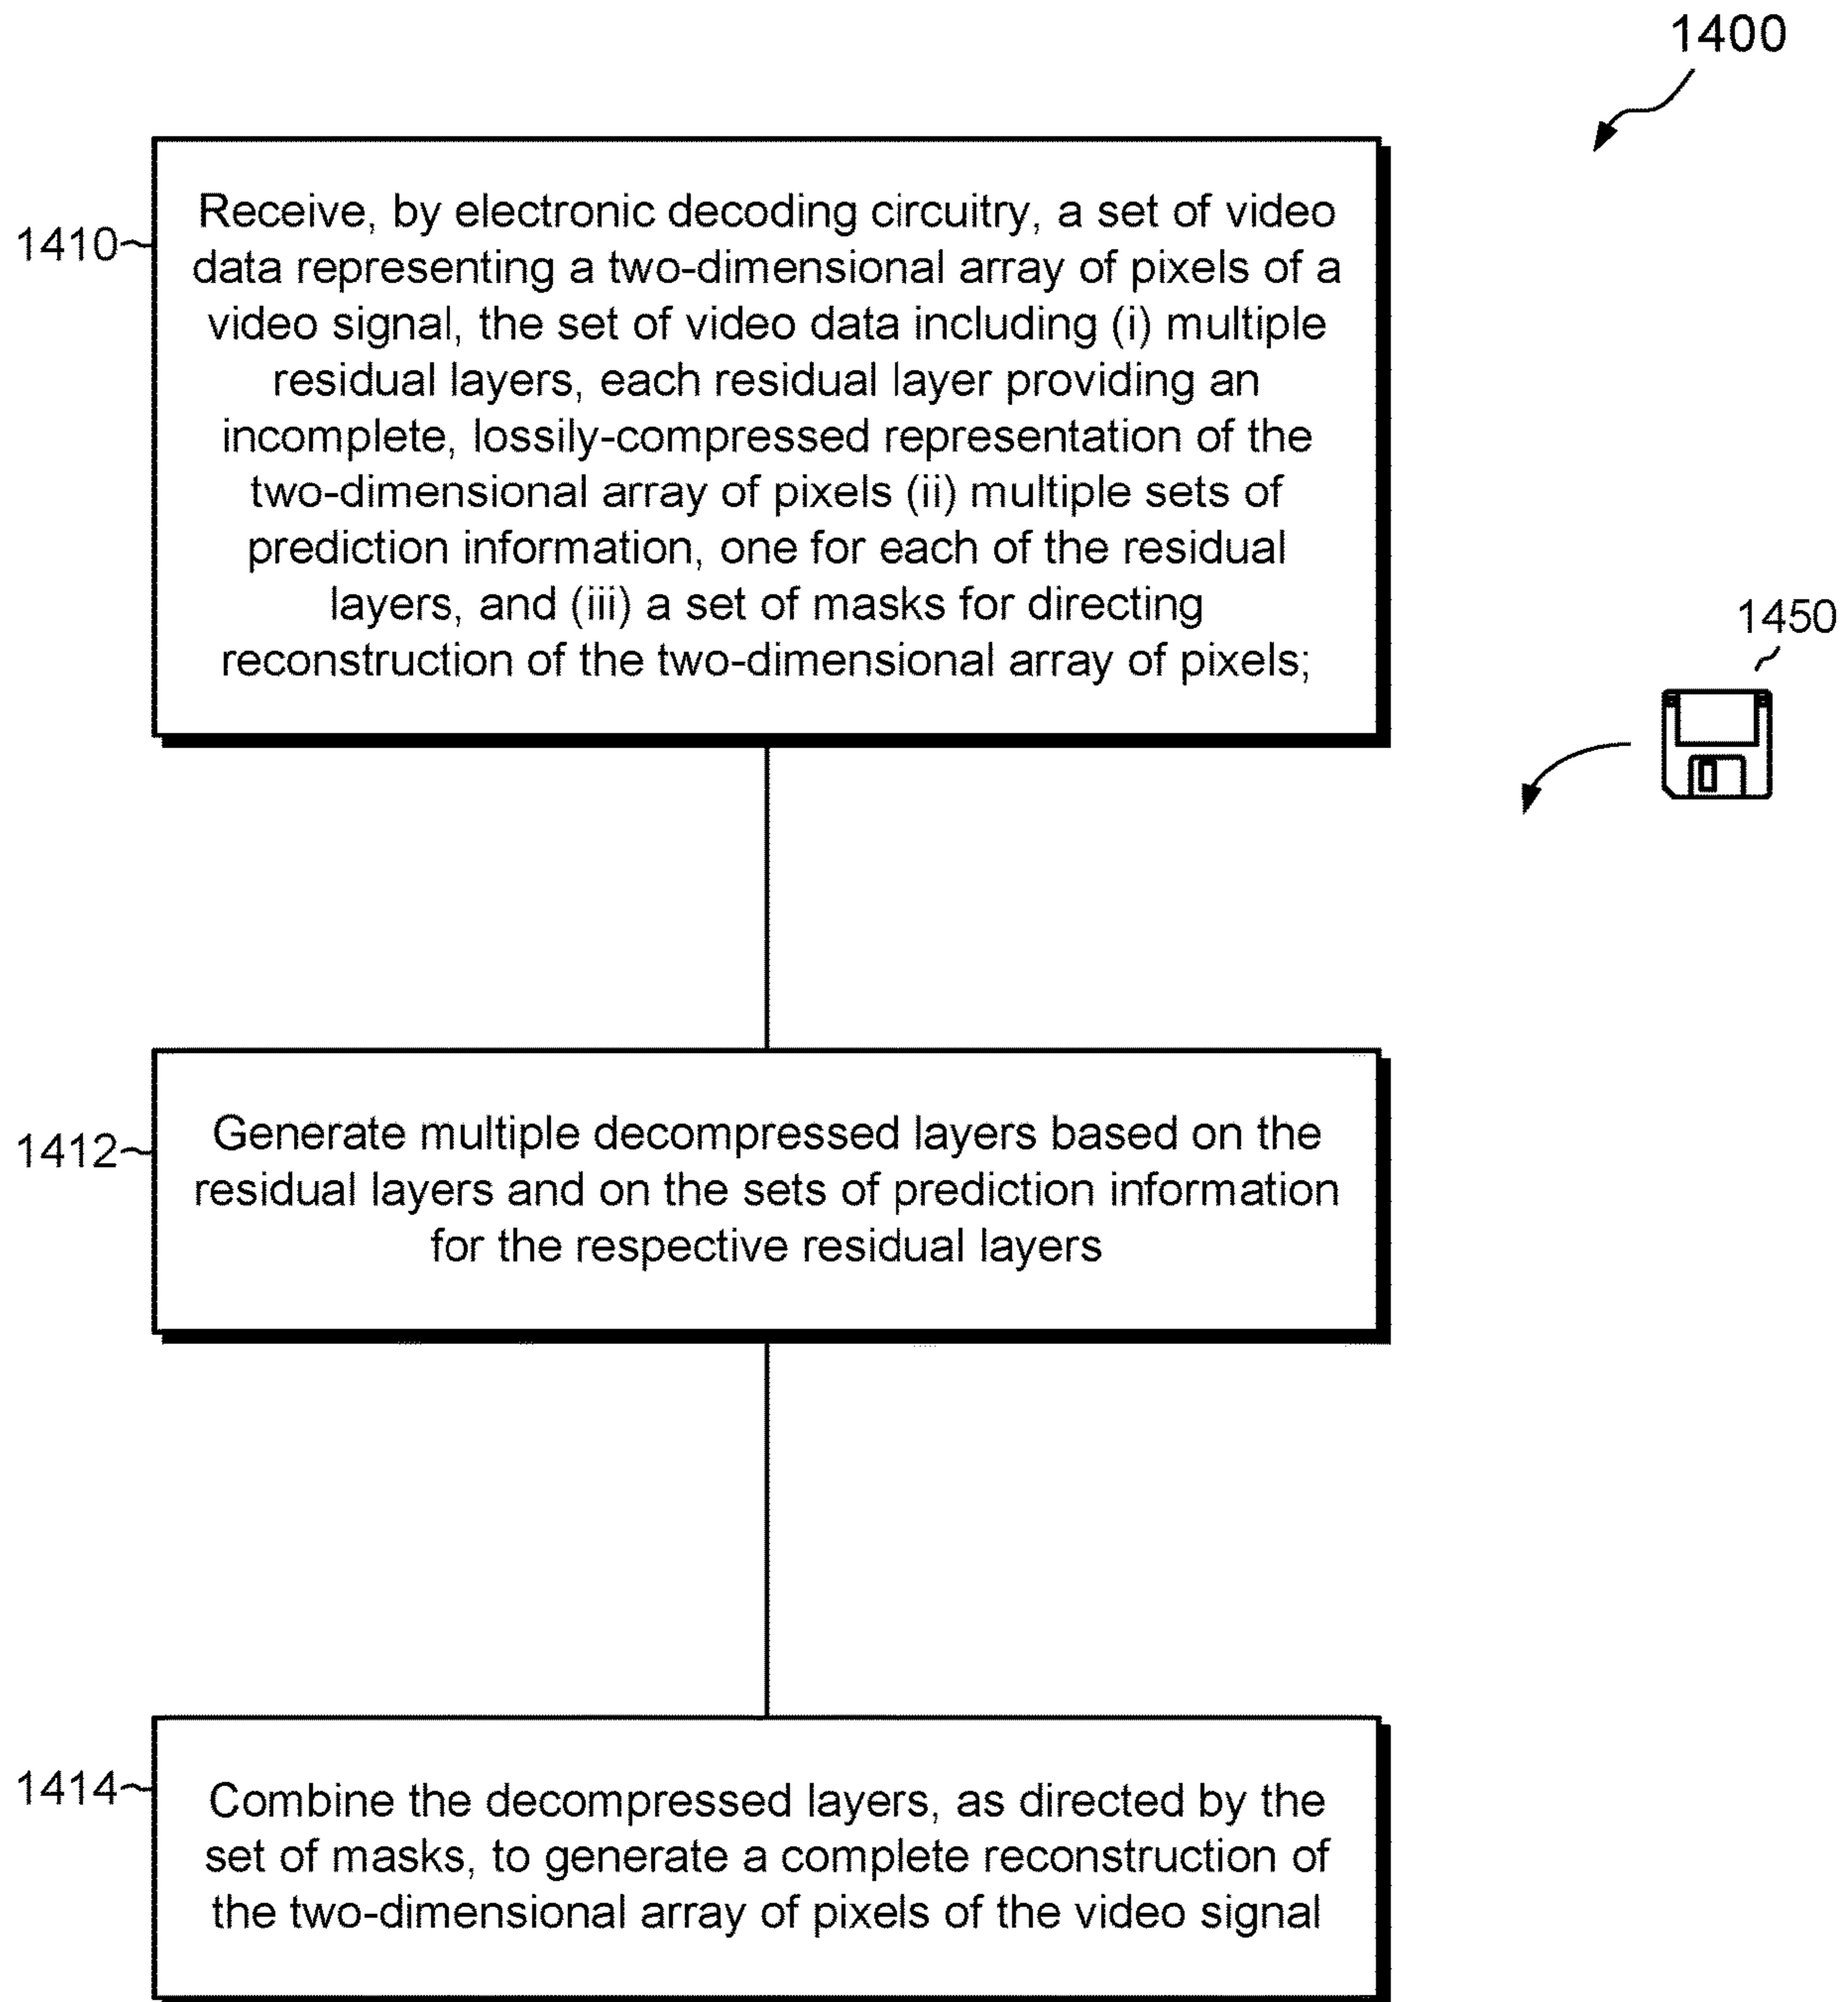 1400
1410
Receive, by electronic decoding circuitry, a set of video
data representing a two-dimensional array of pixels of a
video signal, the set of video data including (i) multiple
residual layers, each residual layer providing an
incomplete, lossily-compressed representation of the
two-dimensional array of pixels (ii) multiple sets of
prediction information, one for each of the residual
layers, and (iii) a set of masks for directing
reconstruction of the two-dimensional array of pixels;
1450
1412
Generate multiple decompressed layers based on the
residual layers and on the sets of prediction information
for the respective residual layers
1414
Combine the decompressed layers, as directed by the
set of masks, to generate a complete reconstruction of
the two-dimensional array of pixels of the video signal